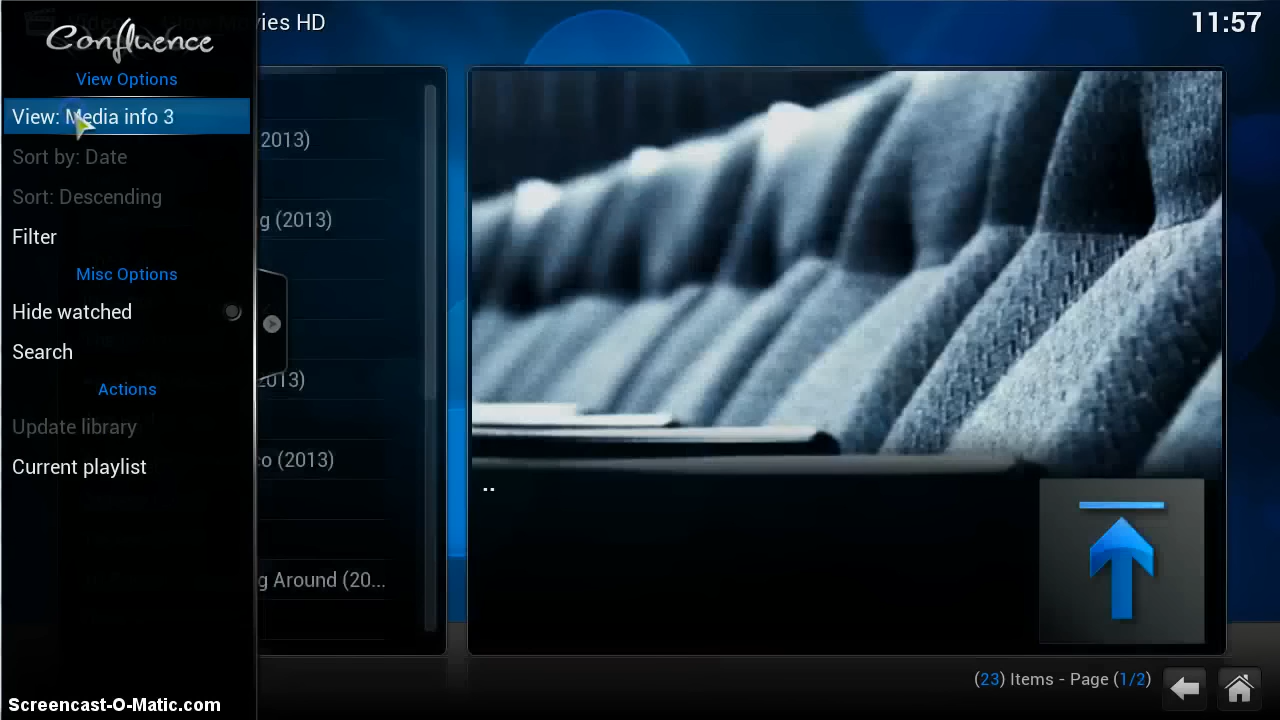 ies HD
11:57
Confluence
View Options
View: Media info 3
Sort by: Date
Sort: Descending
Filter
Misc Options
Hide watched
Search
Actions
Update library
Current playlist
2013)
g (2013)
2013)
co (2013)
g Around (20...
..
(23) Items - Page (1/2)
Screencast-O-Matic.com